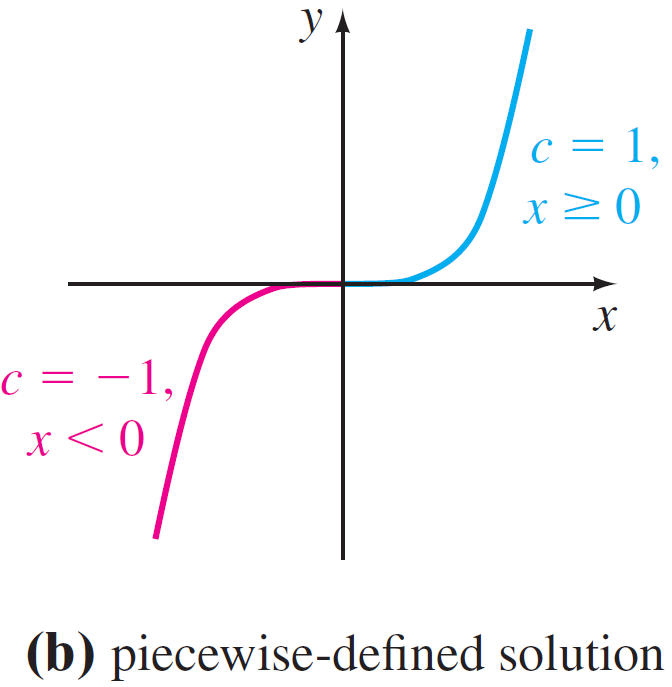 y
c = 1,
x ≥ 0
x
c = −1,
x < 0
(b) piecewise-defined solution